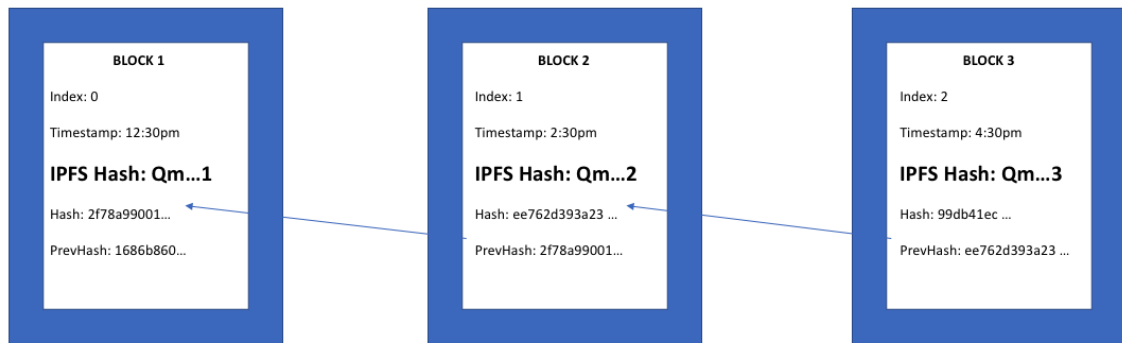 BLOCK 1
Index: 0
Timestamp: 12:30pm
IPFS Hash: Qm...1
Hash: 2f78a99001...
PrevHash: 1686b860...
BLOCK 2
Index: 1
Timestamp: 2:30pm
IPFS Hash: Qm...2
Hash: ee762d393a23 ...
PrevHash: 2f78a99001...
BLOCK 3
Index: 2
Timestamp: 4:30pm
IPFS Hash: Qm...3
Hash: 99db41ec ...
PrevHash: ee762d393a23 ...